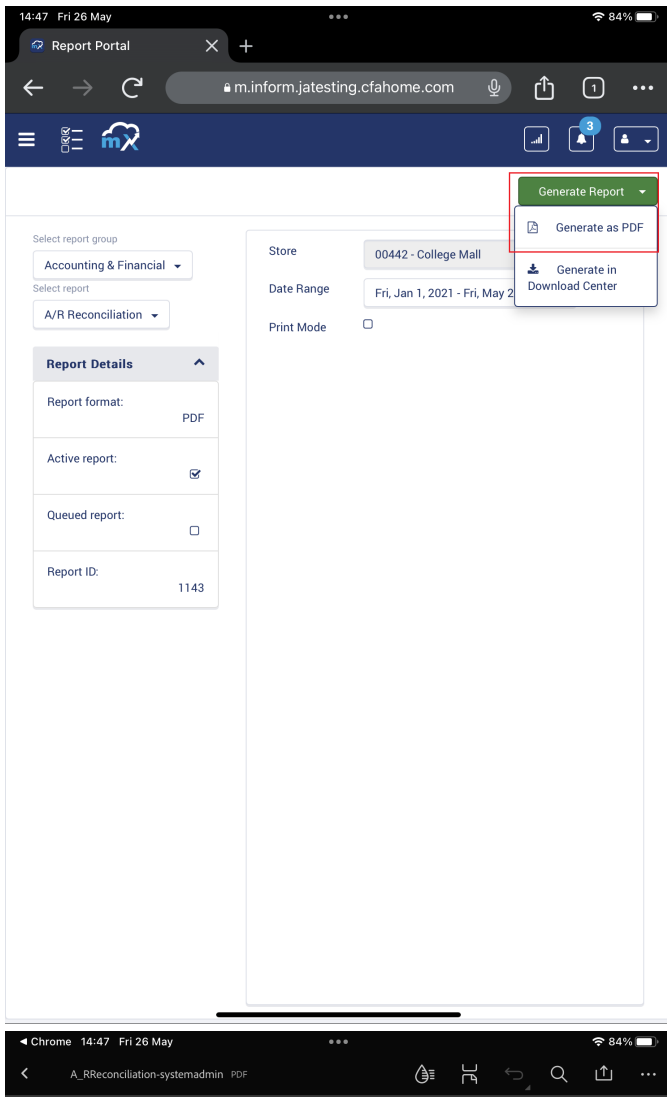 14:47 Fri 26 May
84%
Report Portal
m.inform.jatesting.cfahome.com
1
mx
3
Generate Report
Generate as PDF
Generate in
Download Center
Select report group
Accounting & Financial
Select report
A/R Reconciliation
Report Details
Report format:
PDF
Active report:
Queued report:
Report ID:
1143
Store
00442 - College Mall
Date Range
Fri, Jan 1, 2021 - Fri, May 2
Print Mode
Chrome 14:47 Fri 26 May
84%
A_RReconciliation-systemadmin PDF